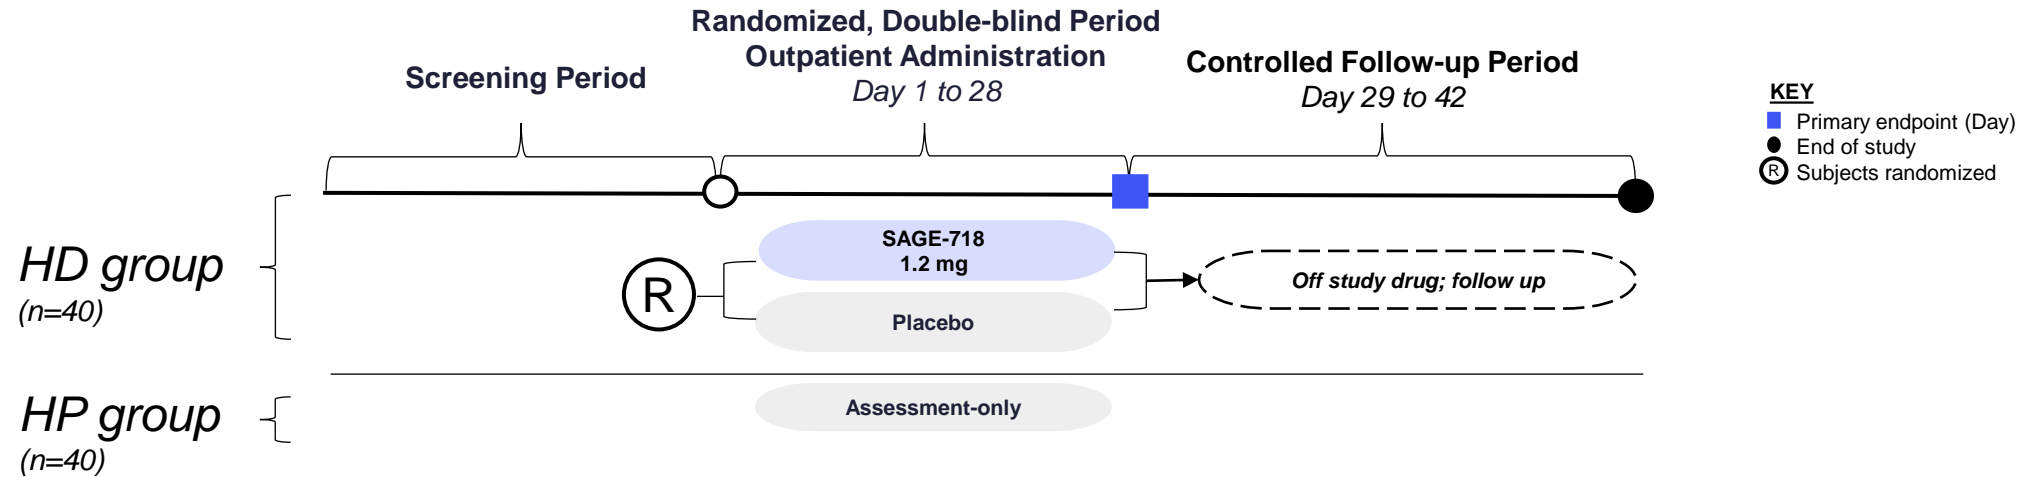 Randomized, Double-blind Period
Outpatient Administration
Day 1 to 28
Screening Period
Controlled Follow-up Period
Day 29 to 42
KEY
Primary endpoint (Day)
End of study
R Subjects randomized
HD group
(n=40)
R
SAGE-718
1.2 mg
Placebo
Off study drug; follow up
HP group
(n=40)
Assessment-only